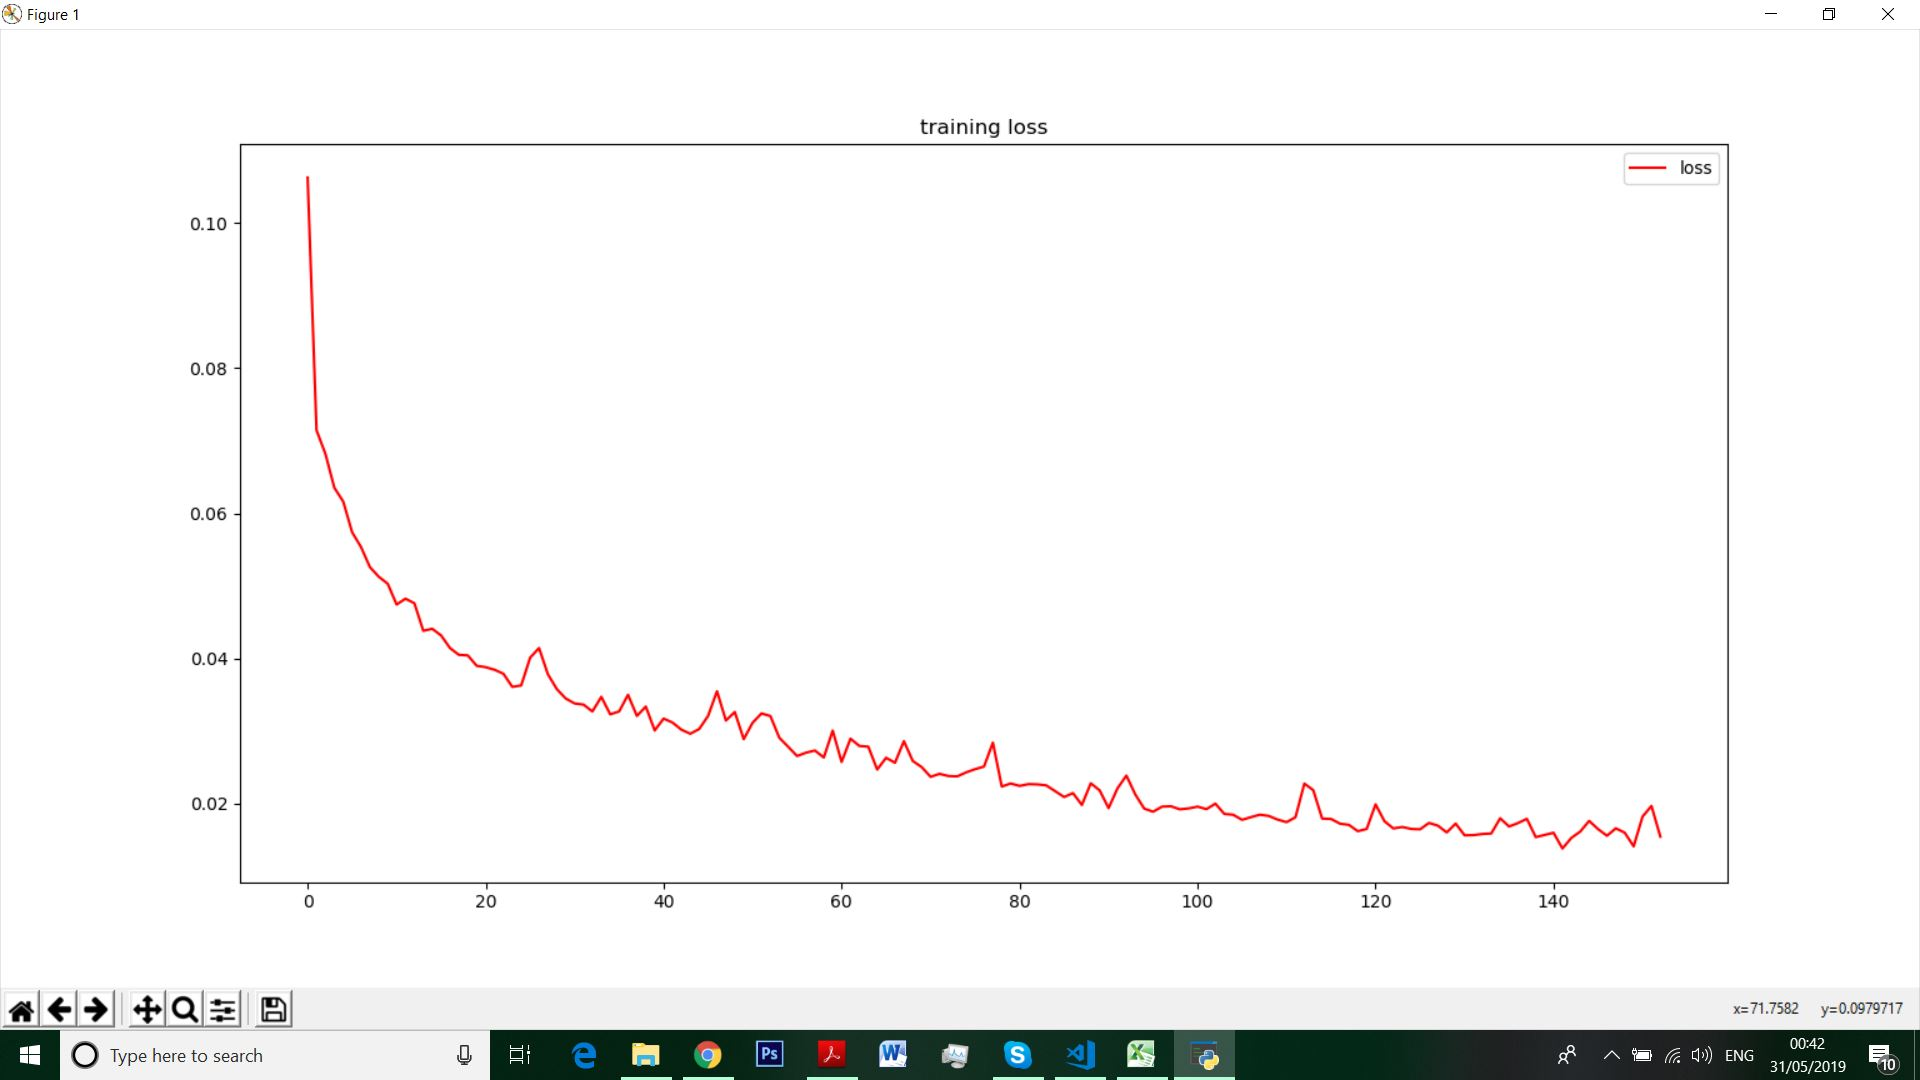 Figure 1
training loss
loss
0.10
0.08
0.06
0.04
0.02
0 20 40 60 80 100 120 140
x=71.7582 y=0.0979717
Type here to search
Ps
ENG
00:42
31/05/2019
10